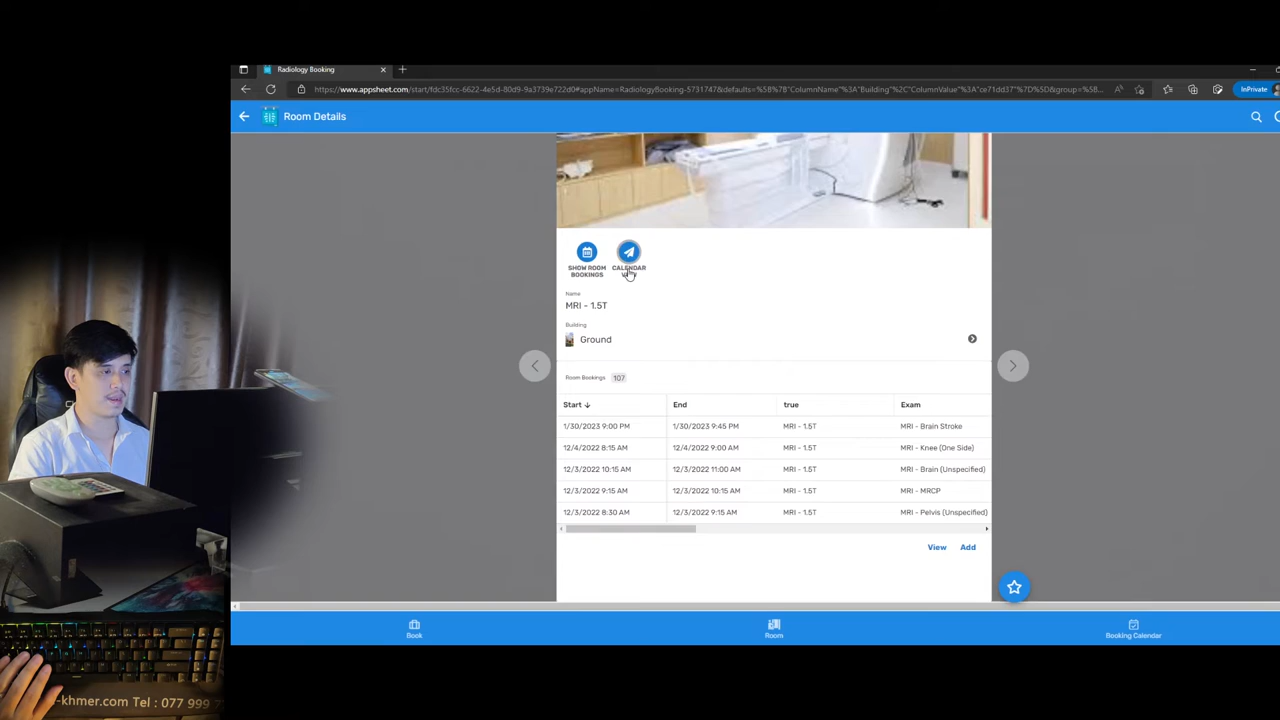 Radiology Booking
https://www.appsheet.com/start/fdc35fcc-6622-4e5d-80d9-9a3739e722d0#appName=RadiologyBooking-5731747&defaults=%5B%7B"ColumnName"%3A"Building"%2C"ColumnValue"%3A"ce71dd37"%7D%5D&group=%5B...
InPrivate
Room Details
SHOW ROOM BOOKINGS
CALENDAR
Name
MRI - 1.5T
Building
Ground
Room Bookings 107
Start End true Exam
1/30/2023 9:00 PM 1/30/2023 9:45 PM MRI - 1.5T MRI - Brain Stroke
12/4/2022 8:15 AM 12/4/2022 9:00 AM MRI - 1.5T MRI - Knee (One Side)
12/3/2022 10:15 AM 12/3/2022 11:00 AM MRI - 1.5T MRI - Brain (Unspecified)
12/3/2022 9:15 AM 12/3/2022 10:15 AM MRI - 1.5T MRI - MRCP
12/3/2022 8:30 AM 12/3/2022 9:15 AM MRI - 1.5T MRI - Pelvis (Unspecified)
View Add
Book Room Booking Calendar
-khmer.com Tel : 077 999 7